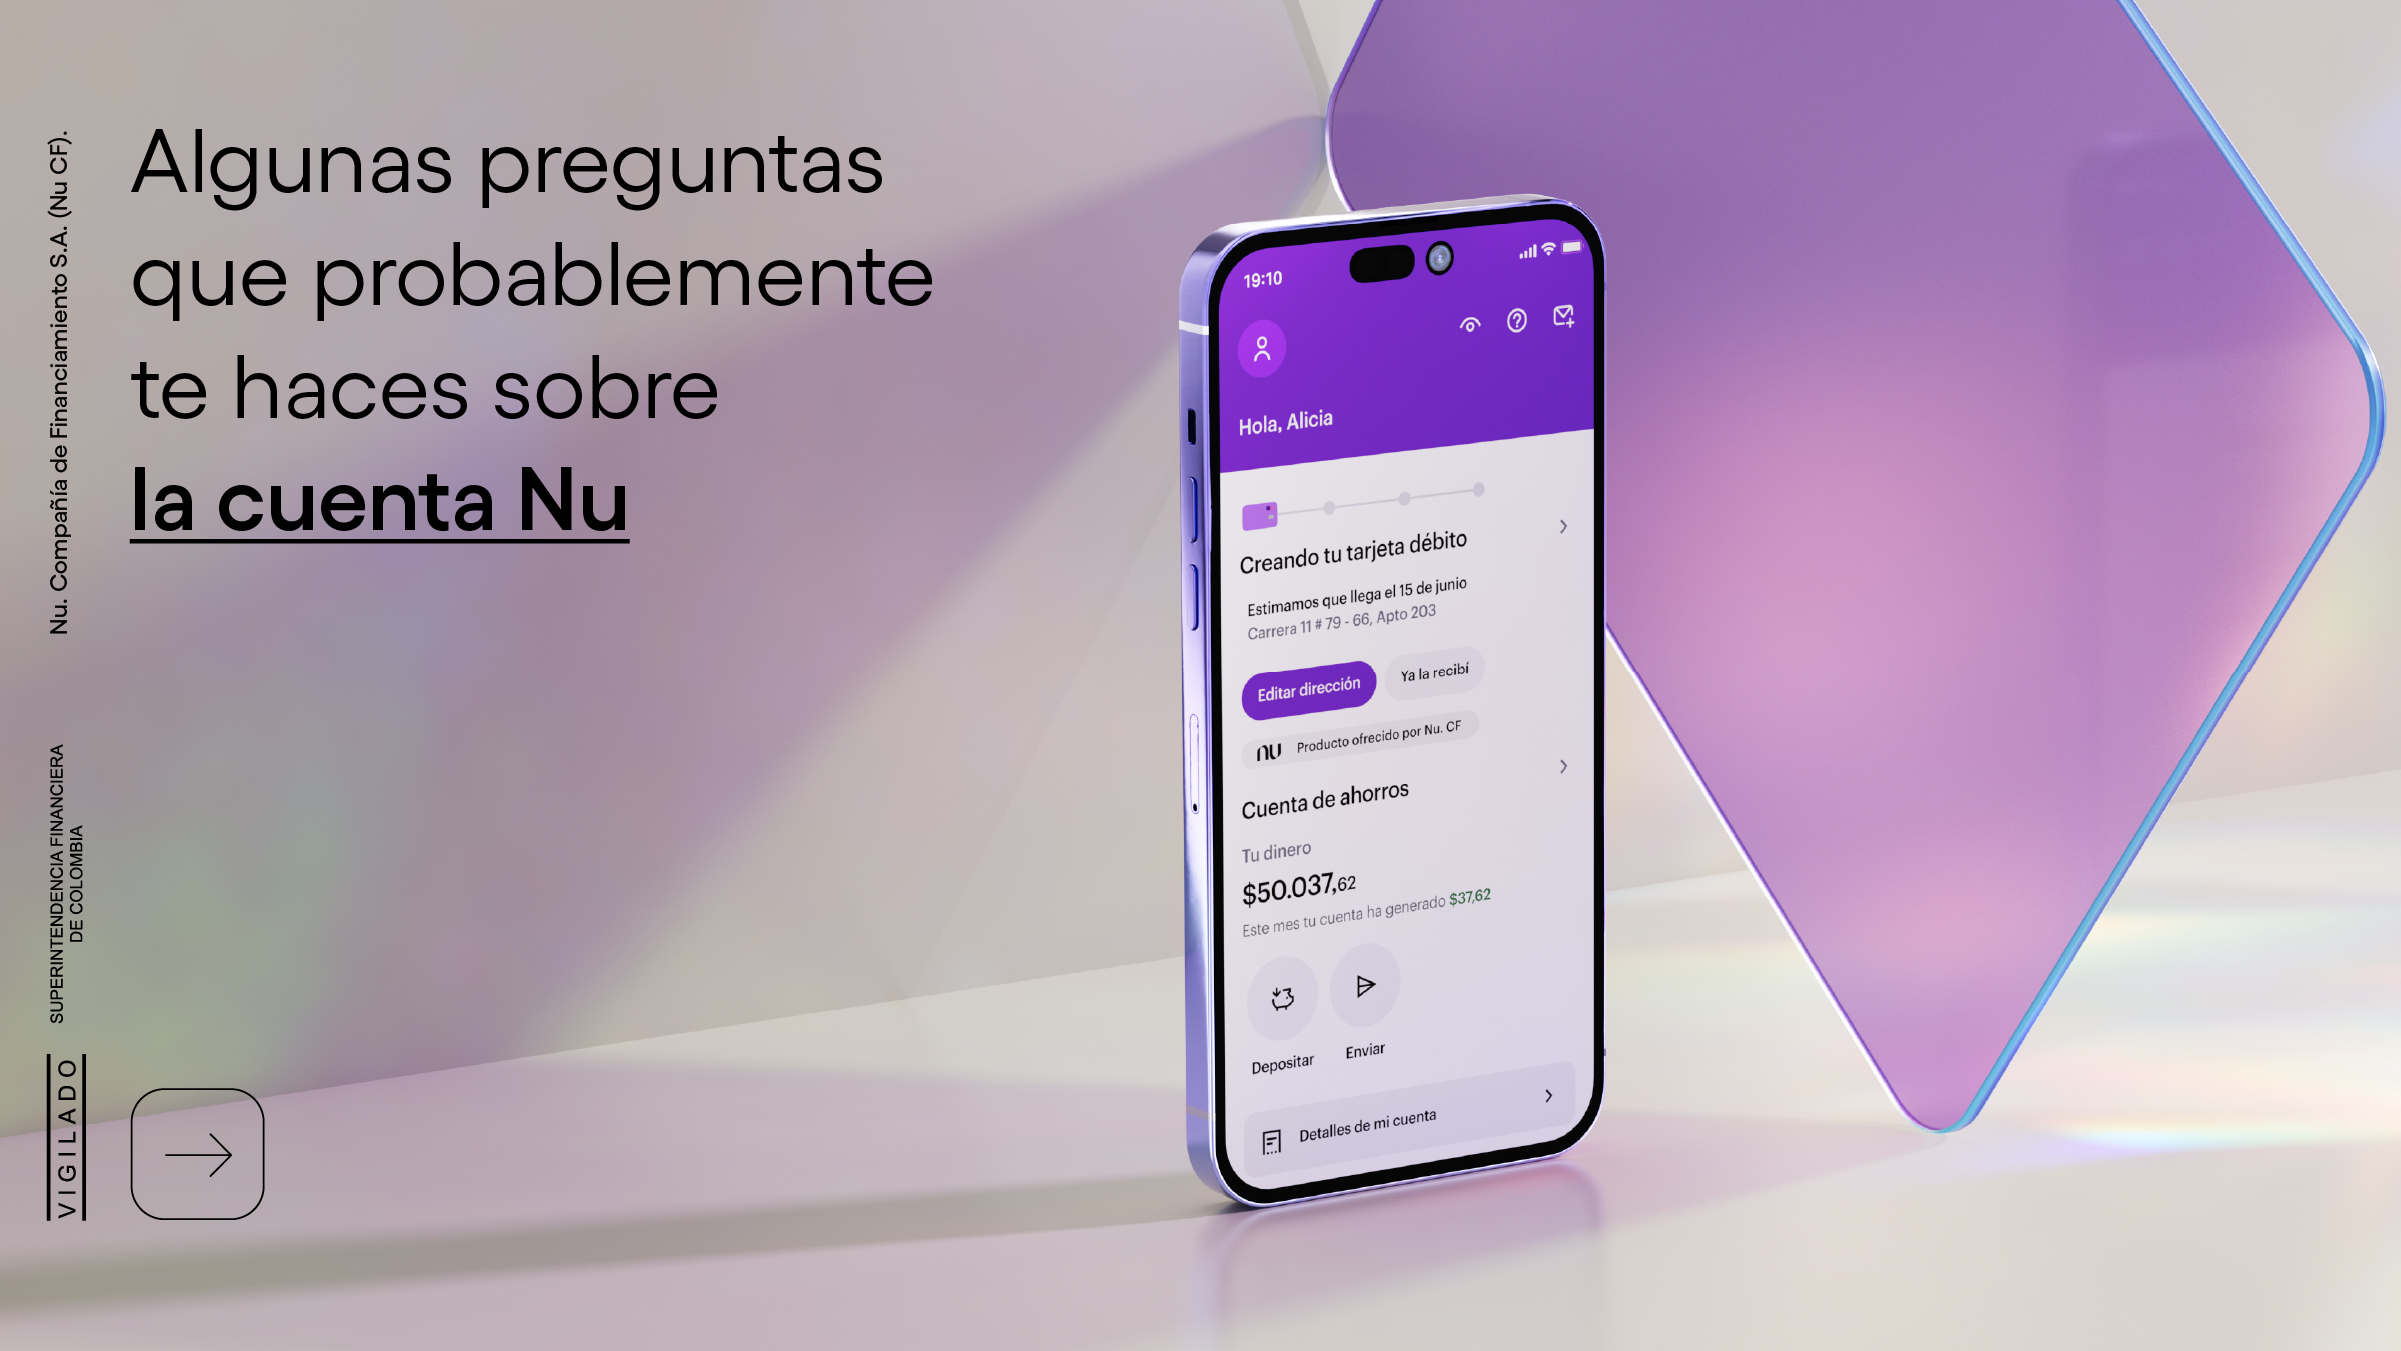 Nu. Compañía de Financiamiento S.A. (Nu CF).
SUPERINTENDENCIA FINANCIERA
DE COLOMBIA
VIGILADO
Algunas preguntas
que probablemente
te haces sobre
la cuenta Nu
19:10
Hola, Alicia
Creando tu tarjeta débito
Estimamos que llega el 15 de junio
Carrera 11 # 79 - 66, Apto 203
Editar dirección
Ya la recibí
nu Producto ofrecido por Nu. CF
Cuenta de ahorros
Tu dinero
$50.037,62
Este mes tu cuenta ha generado $37,62
Depositar
Enviar
Detalles de mi cuenta